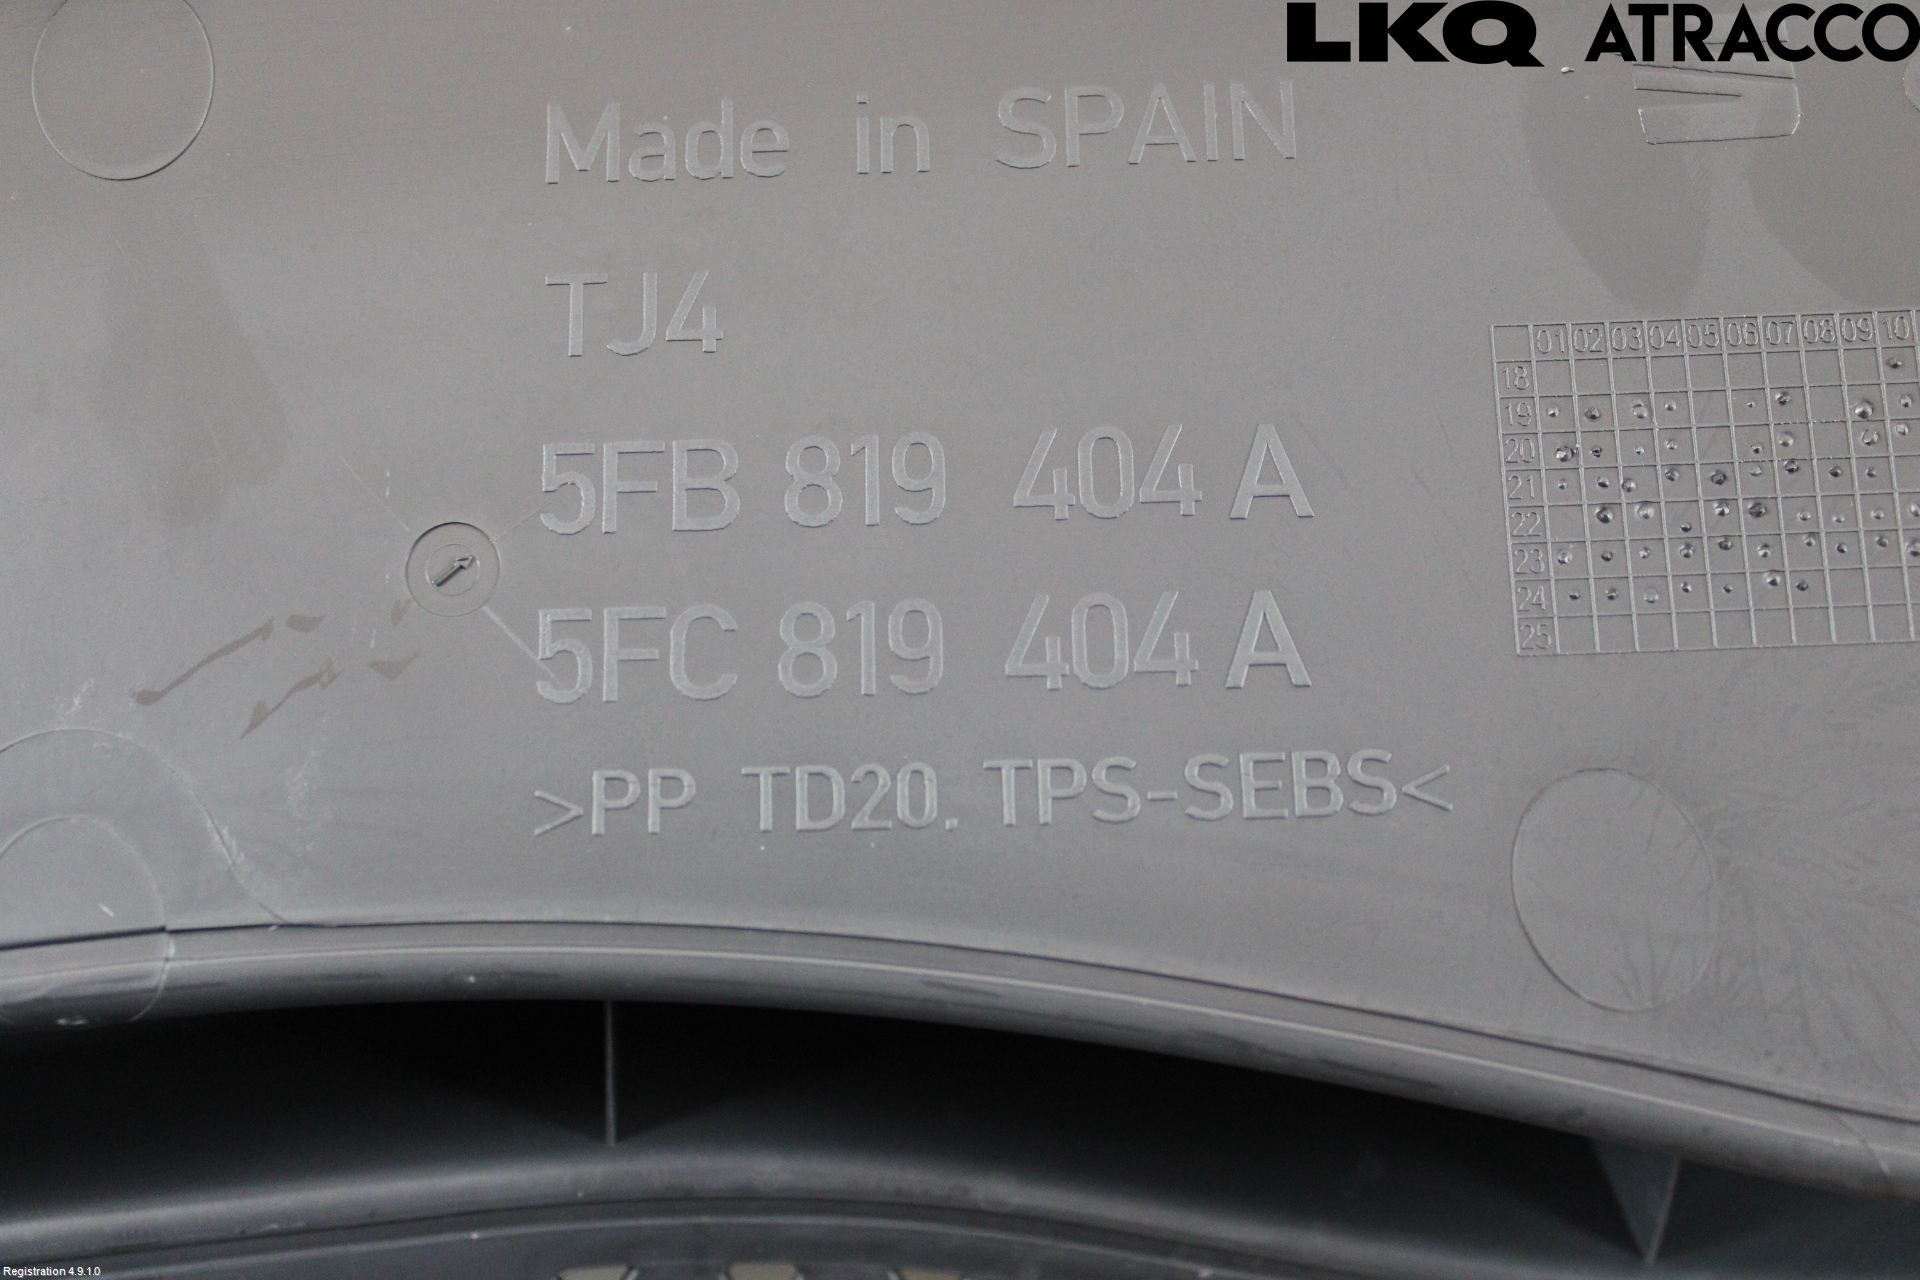 LKQ ATRACCO
Made in SPAIN
TJ4
5FB 819 404 A
5FC 819 404 A
>PP TD20. TPS-SEBS<
01 02 03 04 05 06 07 08 09 10
18
19
20
21
22
23
24
25
Registration 4.9.1.0